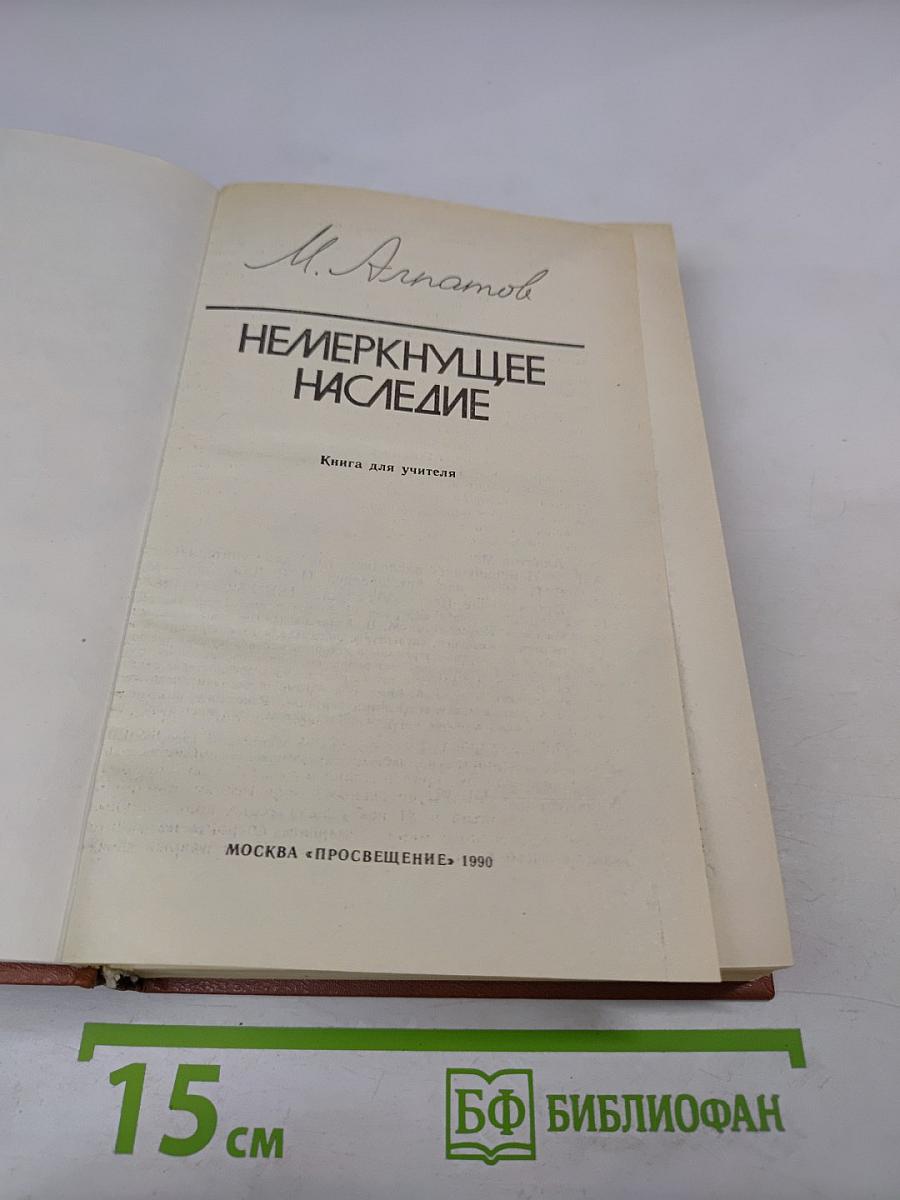 М. Алпатов
НЕМЕРКНУЩЕЕ
НАСЛЕДИЕ
Книга для учителя
МОСКВА «ПРОСВЕЩЕНИЕ» 1990
15 см
БФ БИБЛИОФАН